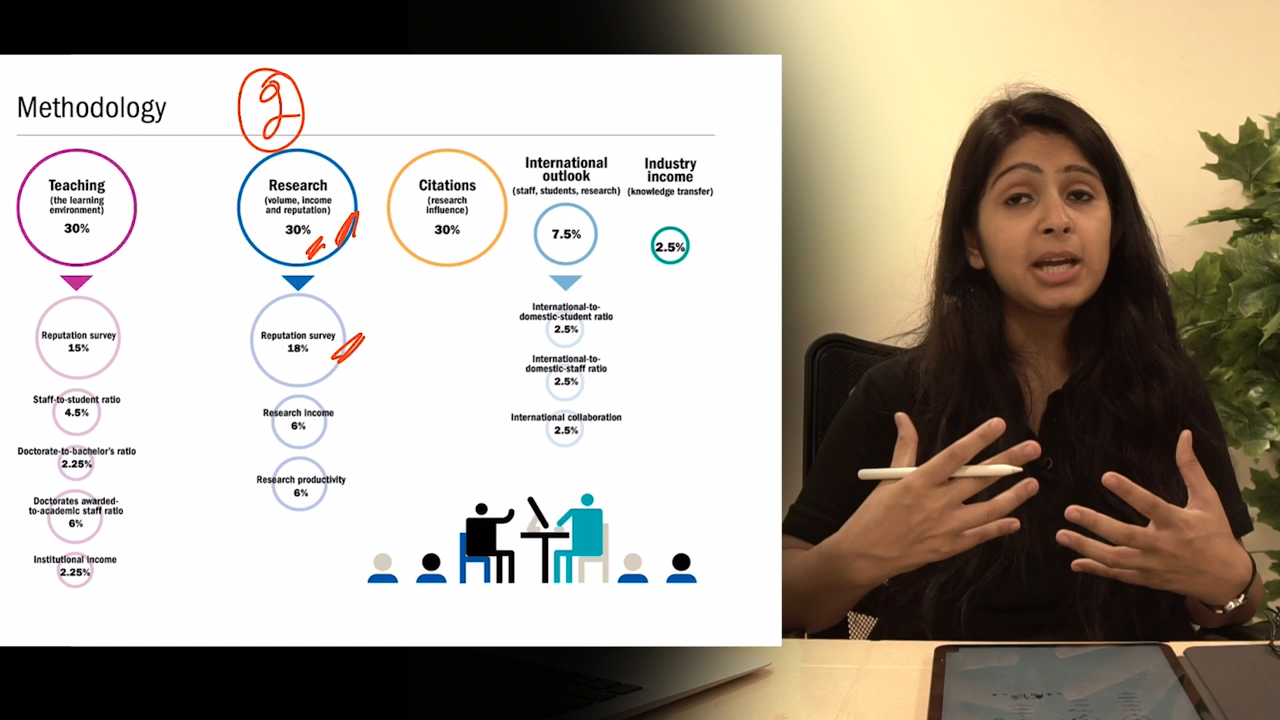 Methodology
Teaching
(the learning
environment)
30%
Reputation survey
15%
Staff-to-student ratio
4.5%
Doctorate-to-bachelor's ratio
2.25%
Doctorates awarded-
to-academic staff ratio
6%
Institutional income
2.25%
Research
(volume, income
and reputation)
30%
Reputation survey
18%
Research income
6%
Research productivity
6%
Citations
(research
influence)
30%
International
outlook
(staff, students, research)
7.5%
International-to-
domestic-student ratio
2.5%
International-to-
domestic-staff ratio
2.5%
International collaboration
2.5%
Industry
income
(knowledge transfer)
2.5%